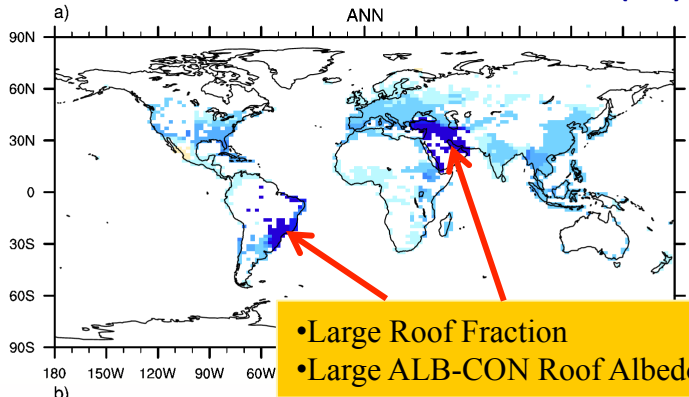 a)
ANN
90N
60N
30N
0
30S
60S
90S
180 150W 120W 90W 60W
•Large Roof Fraction
•Large ALB-CON Roof Albedo
b)